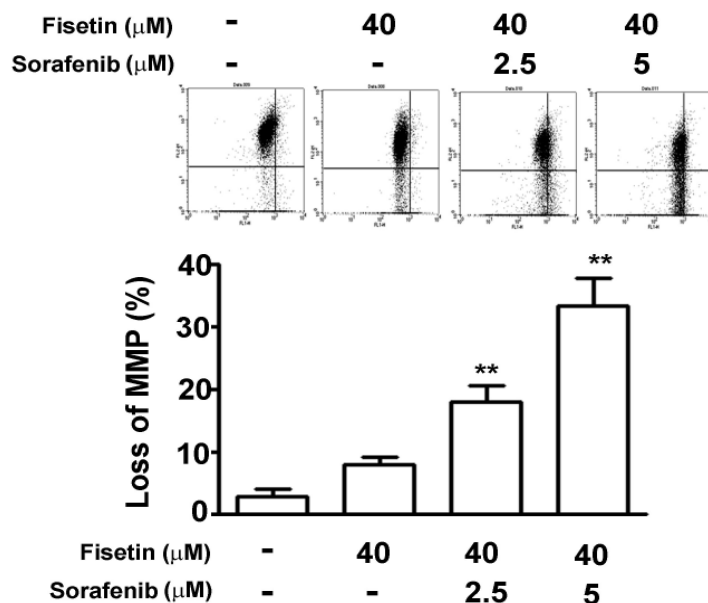 Fisetin (μM) - 40 40 40
Sorafenib (μM) - - 2.5 5
Loss of MMP (%)
40
30
20
10
0
**
**
Fisetin (μM) - 40 40 40
Sorafenib (μM) - - 2.5 5